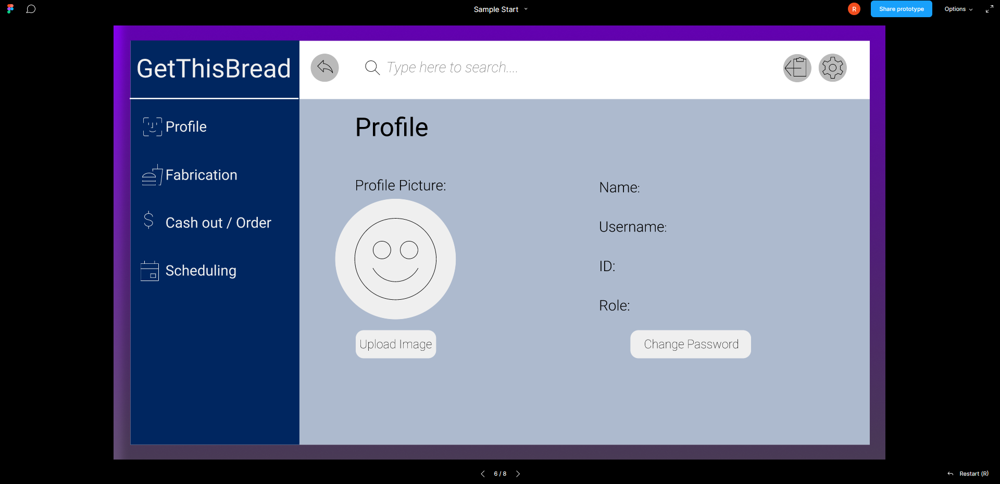 Sample Start
R
Share prototype
Options
GetThisBread
Type here to search....
Profile
Fabrication
Cash out / Order
Scheduling
Profile
Profile Picture:
Upload Image
Name:
Username:
ID:
Role:
Change Password
6 / 8
Restart (R)